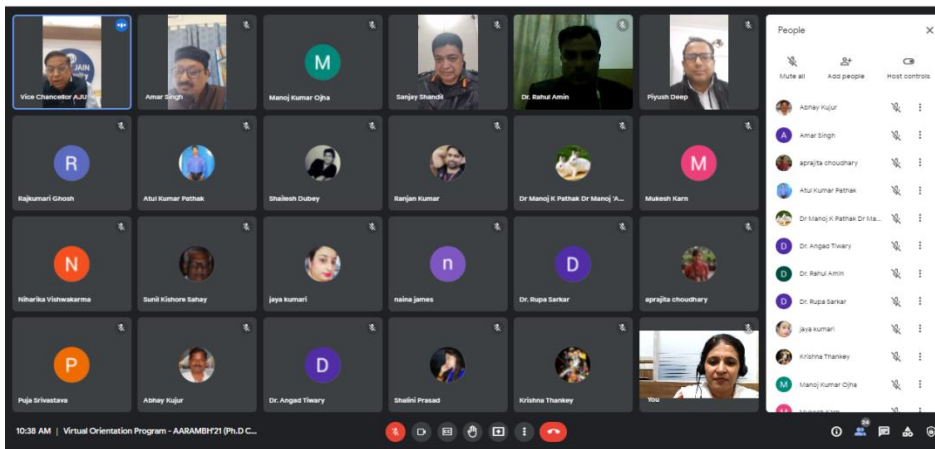 JAIN
Vice Chancellor AJU
Amar Singh
M
Manoj Kumar Ojha
Sanjay Shandil
Dr. Rahul Amin
Piyush Deep
R
Rajkumari Ghosh
Atul Kumar Pathak
Shailesh Dubey
Ranjan Kumar
Dr Manoj K Pathak Dr Manoj 'A...
M
Mukesh Karn
N
Niharika Vishwakarma
Sunil Kishore Sahay
jaya kumari
n
naina james
D
Dr. Rupa Sarkar
aprajita choudhary
P
Puja Srivastava
Abhay Kujur
D
Dr. Angad Tiwary
Shalini Prasad
Krishna Thankey
You
People
Mute all
Add people
Host controls
Abhay Kujur
A
Amar Singh
aprajita choudhary
Atul Kumar Pathak
Dr Manoj K Pathak Dr Ma...
D
Dr. Angad Tiwary
D
Dr. Rahul Amin
D
Dr. Rupa Sarkar
jaya kumari
Krishna Thankey
M
Manoj Kumar Ojha
Mukesh Karn
10:38 AM | Virtual Orientation Program - AARAMBH'21 (Ph.D C...
24